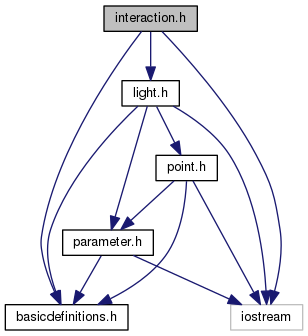 interaction.h
light.h
point.h
parameter.h
basicdefinitions.h
iostream